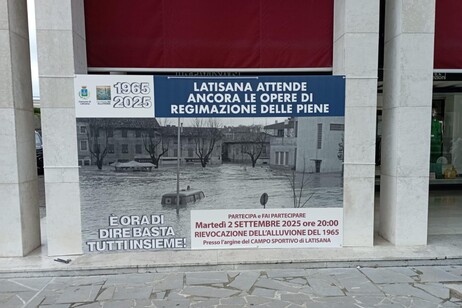 1965
2025
LATISANA ATTENDE
ANCORA LE OPERE DI
REGIMAZIONE DELLE PIENE
È ORA DI
DIRE BASTA
TUTTI INSIEME!
PARTECIPA e FAI PARTECIPARE
Martedì 2 SETTEMBRE 2025 ore 20:00
RIEVOCAZIONE DELL'ALLUVIONE DEL 1965
Presso l'argine del CAMPO SPORTIVO di LATISANA